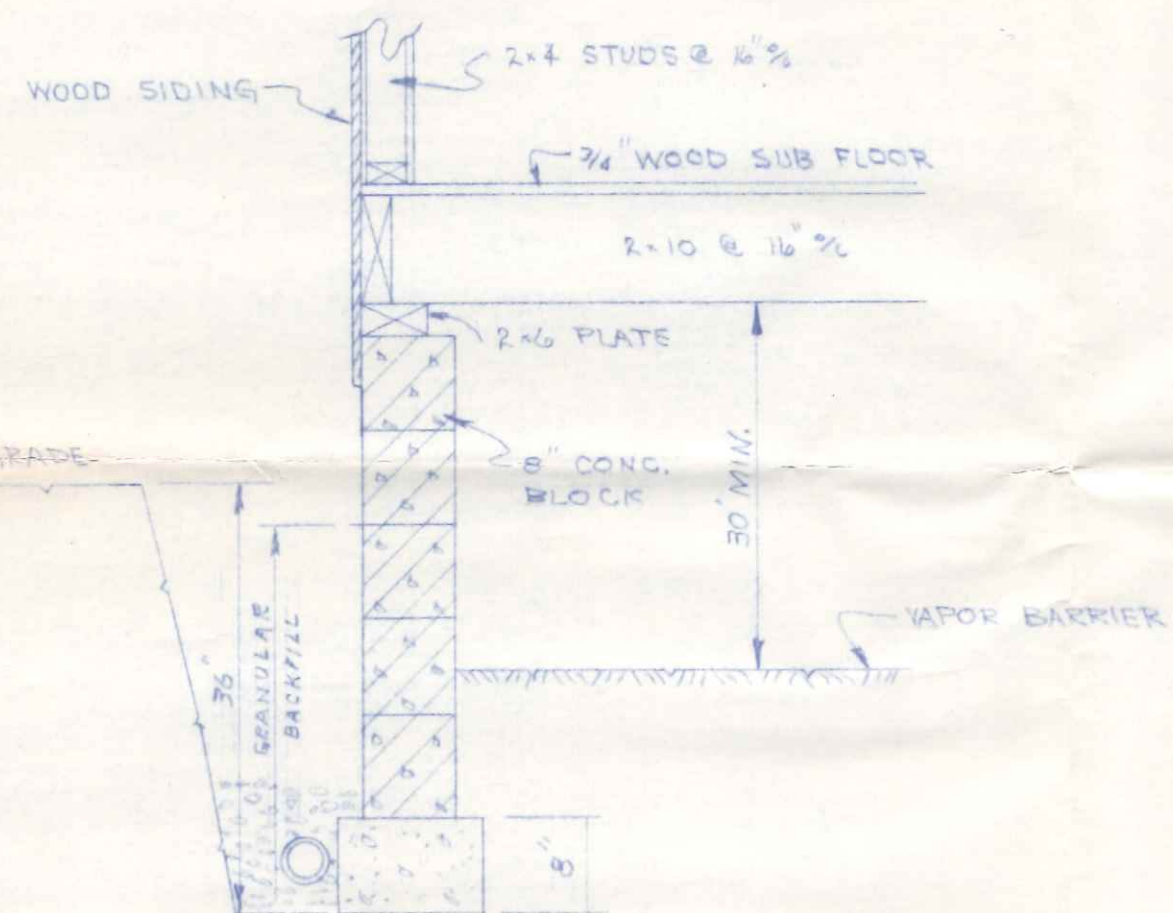 2×4 STUDS @ 16" o/c
WOOD SIDING
3/4" WOOD SUB FLOOR
2×10 @ 16" o/c
2×6 PLATE
GRADE
8" CONC.
BLOCK
30" MIN.
VAPOR BARRIER
36"
GRANULAR
BACKFILL
8"